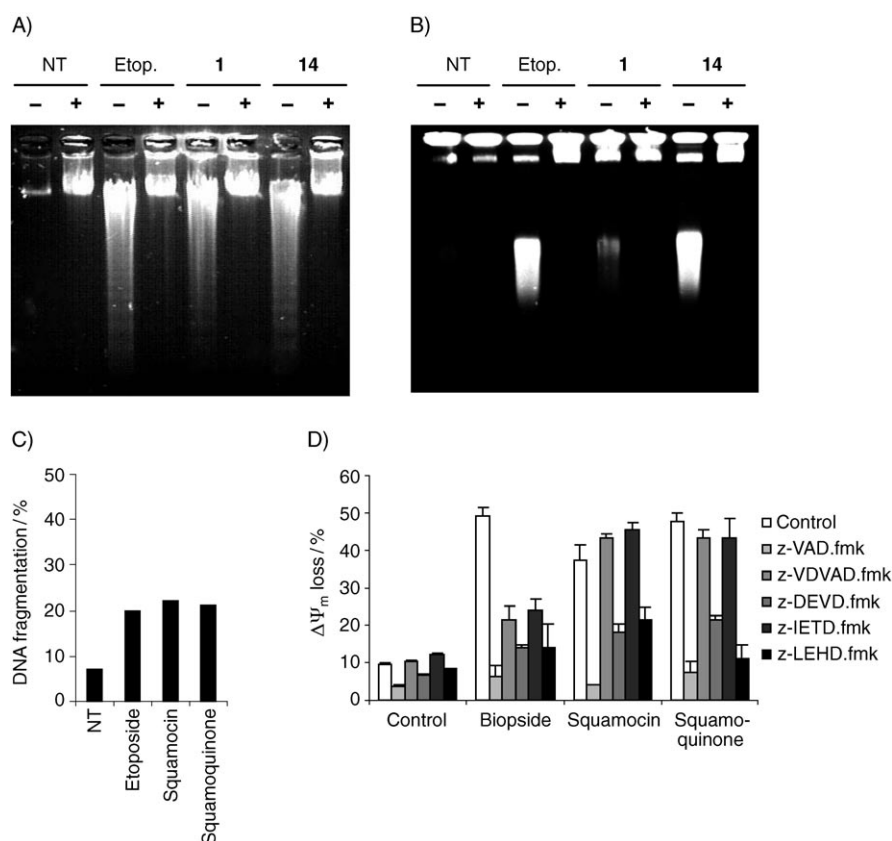 A)
NT Etop. 1 14
– + – + – + – +
B)
NT Etop. 1 14
– + – + – + – +
C)
DNA fragmentation / %
50
40
30
20
10
0
NT
Etoposide
Squamocin
Squamoquinone
D)
ΔΨm loss / %
60
50
40
30
20
10
0
Control
Biopside
Squamocin
Squamo-
quinone
Control
z-VAD.fmk
z-VDVAD.fmk
z-DEVD.fmk
z-IETD.fmk
z-LEHD.fmk